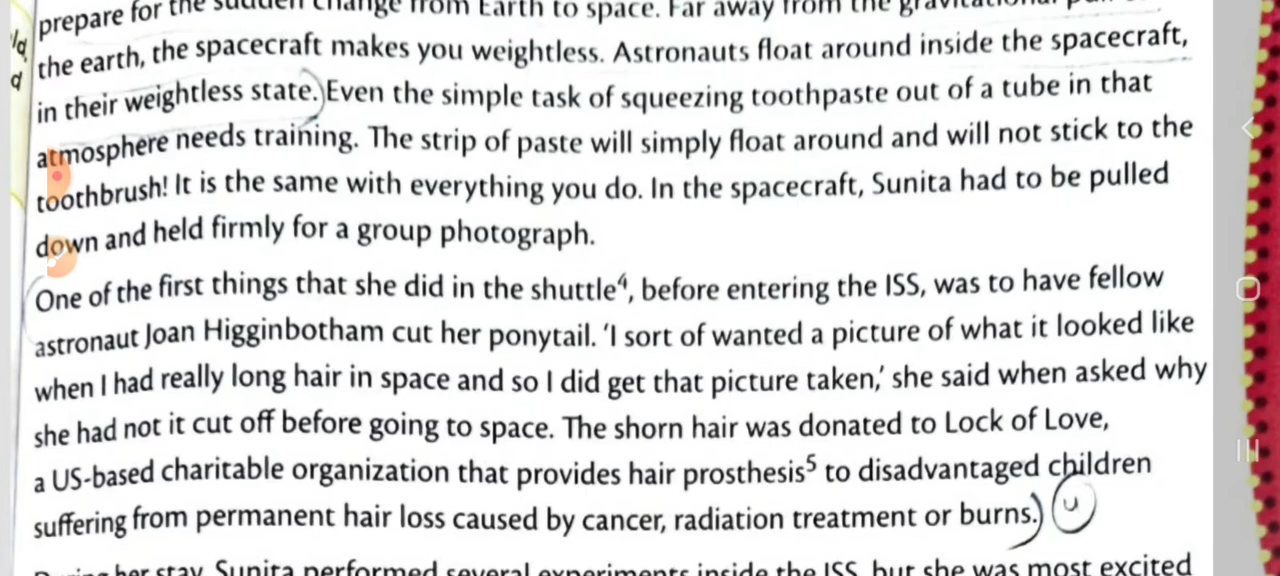 prepare for the sudden change from Earth to space. Far away from the gravitational
the earth, the spacecraft makes you weightless. Astronauts float around inside the spacecraft,
in their weightless state. Even the simple task of squeezing toothpaste out of a tube in that
atmosphere needs training. The strip of paste will simply float around and will not stick to the
toothbrush! It is the same with everything you do. In the spacecraft, Sunita had to be pulled
down and held firmly for a group photograph.
One of the first things that she did in the shuttle⁴, before entering the ISS, was to have fellow
astronaut Joan Higginbotham cut her ponytail. ‘I sort of wanted a picture of what it looked like
when I had really long hair in space and so I did get that picture taken,’ she said when asked why
she had not it cut off before going to space. The shorn hair was donated to Lock of Love,
a US-based charitable organization that provides hair prosthesis⁵ to disadvantaged children
suffering from permanent hair loss caused by cancer, radiation treatment or burns.
her stay, Sunita performed several experiments inside the ISS, but she was most excited